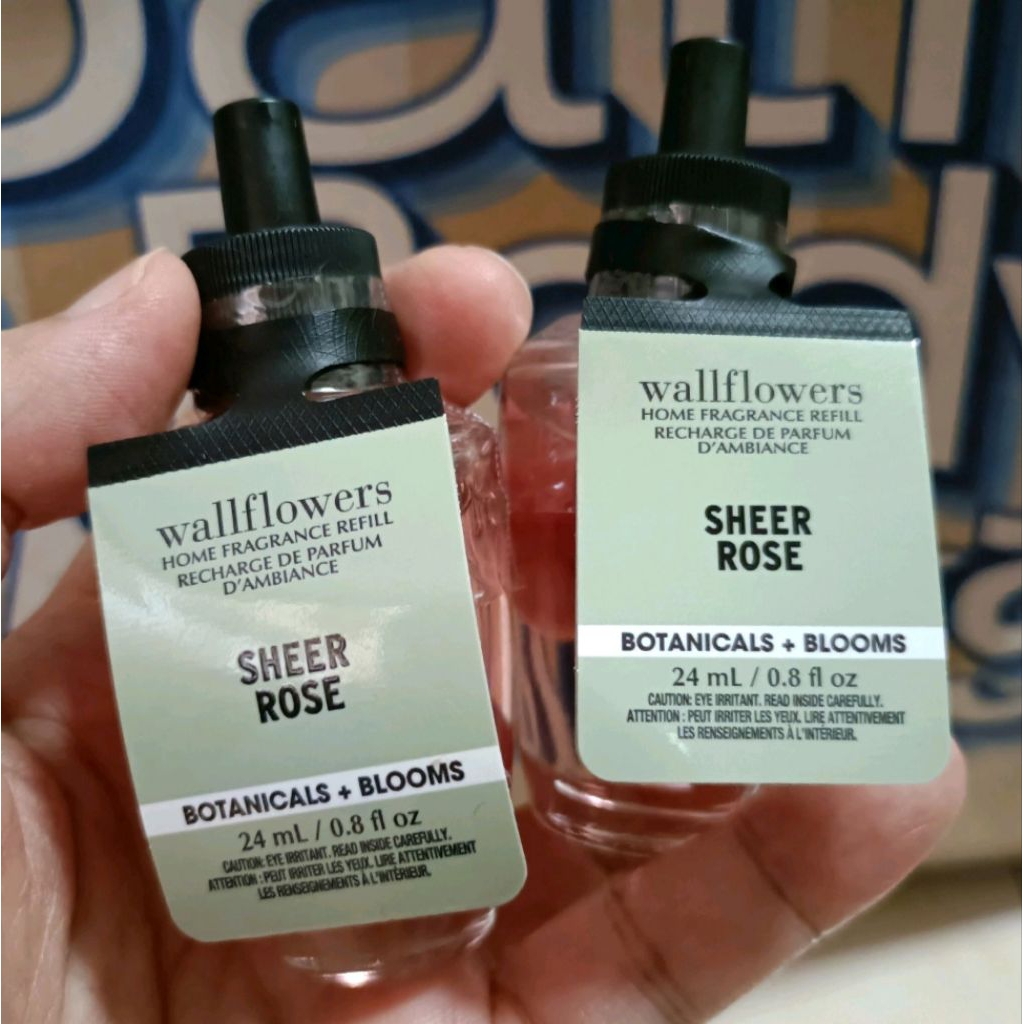 wallflowers
HOME FRAGRANCE REFILL
RECHARGE DE PARFUM
D'AMBIANCE
SHEER
ROSE
BOTANICALS + BLOOMS
24 mL / 0.8 fl oz
CAUTION: EYE IRRITANT. READ INSIDE CAREFULLY.
ATTENTION : PEUT IRRITER LES YEUX. LIRE ATTENTIVEMENT
LES RENSEIGNEMENTS À L'INTÉRIEUR.
wallflowers
HOME FRAGRANCE REFILL
RECHARGE DE PARFUM
D'AMBIANCE
SHEER
ROSE
BOTANICALS + BLOOMS
24 mL / 0.8 fl oz
CAUTION: EYE IRRITANT. READ INSIDE CAREFULLY.
ATTENTION : PEUT IRRITER LES YEUX. LIRE ATTENTIVEMENT
LES RENSEIGNEMENTS À L'INTÉRIEUR.